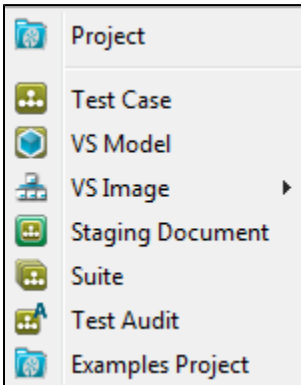 Project
Test Case
VS Model
VS Image
Staging Document
Suite
Test Audit
Examples Project